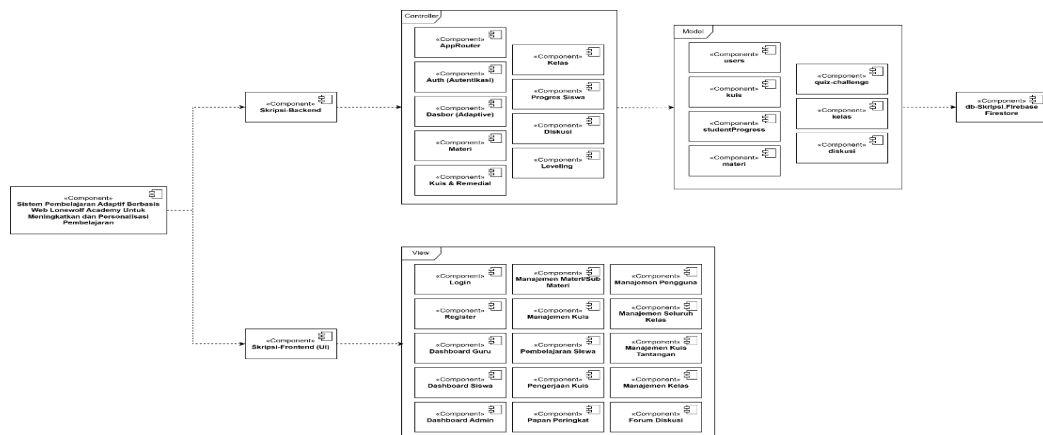 «Component»
Sistem Pembelajaran Adaptif Berbasis
Web Lonewolf Academy Untuk
Meningkatkan dan Personalisasi
Pembelajaran
«Component»
Skripsi-Backend
«Component»
Skripsi-Frontend (UI)
Controller
«Component»
AppRouter
«Component»
Auth (Autentikasi)
«Component»
Dasbor (Adaptive)
«Component»
Materi
«Component»
Kuis & Remedial
«Component»
Kelas
«Component»
Progres Siswa
«Component»
Diskusi
«Component»
Leveling
Model
«Component»
users
«Component»
kuis
«Component»
studentProgress
«Component»
materi
«Component»
quiz-challenge
«Component»
kelas
«Component»
diskusi
«Component»
db-Skripsi.Firebase
Firestore
View
«Component»
Login
«Component»
Register
«Component»
Dashboard Guru
«Component»
Dashboard Siswa
«Component»
Dashboard Admin
«Component»
Manajemen Materi/Sub
Materi
«Component»
Manajemen Kuis
«Component»
Pembelajaran Siswa
«Component»
Pengerjaan Kuis
«Component»
Papan Peringkat
«Component»
Manajemen Pengguna
«Component»
Manajemen Seluruh
Kelas
«Component»
Manajemen Kuis
Tantangan
«Component»
Manajemen Kelas
«Component»
Forum Diskusi